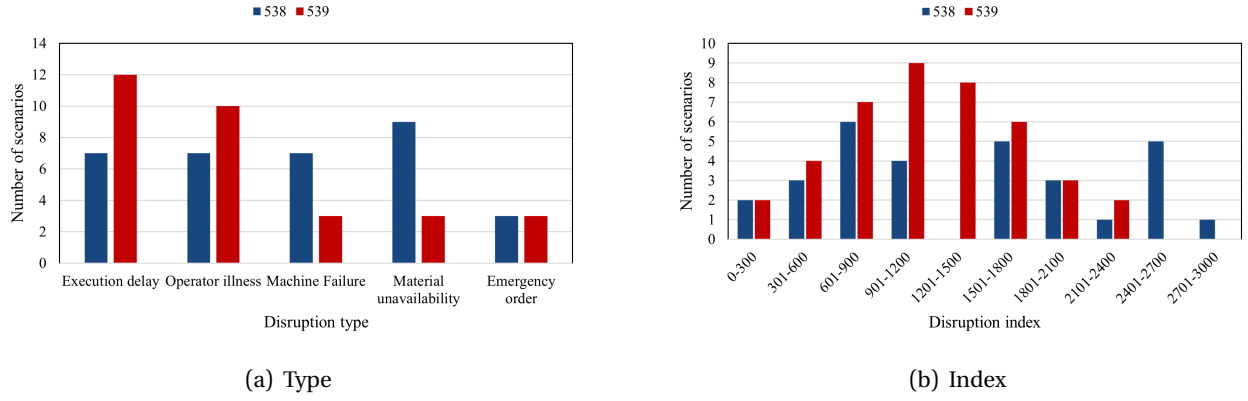 538 539
14
12
10
8
6
4
2
0
Number of scenarios
Execution delay Operator illness Machine Failure Material unavailability Emergency order
Disruption type
(a) Type
538 539
10
9
8
7
6
5
4
3
2
1
0
Number of scenarios
0-300 301-600 601-900 901-1200 1201-1500 1501-1800 1801-2100 2101-2400 2401-2700 2701-3000
Disruption index
(b) Index